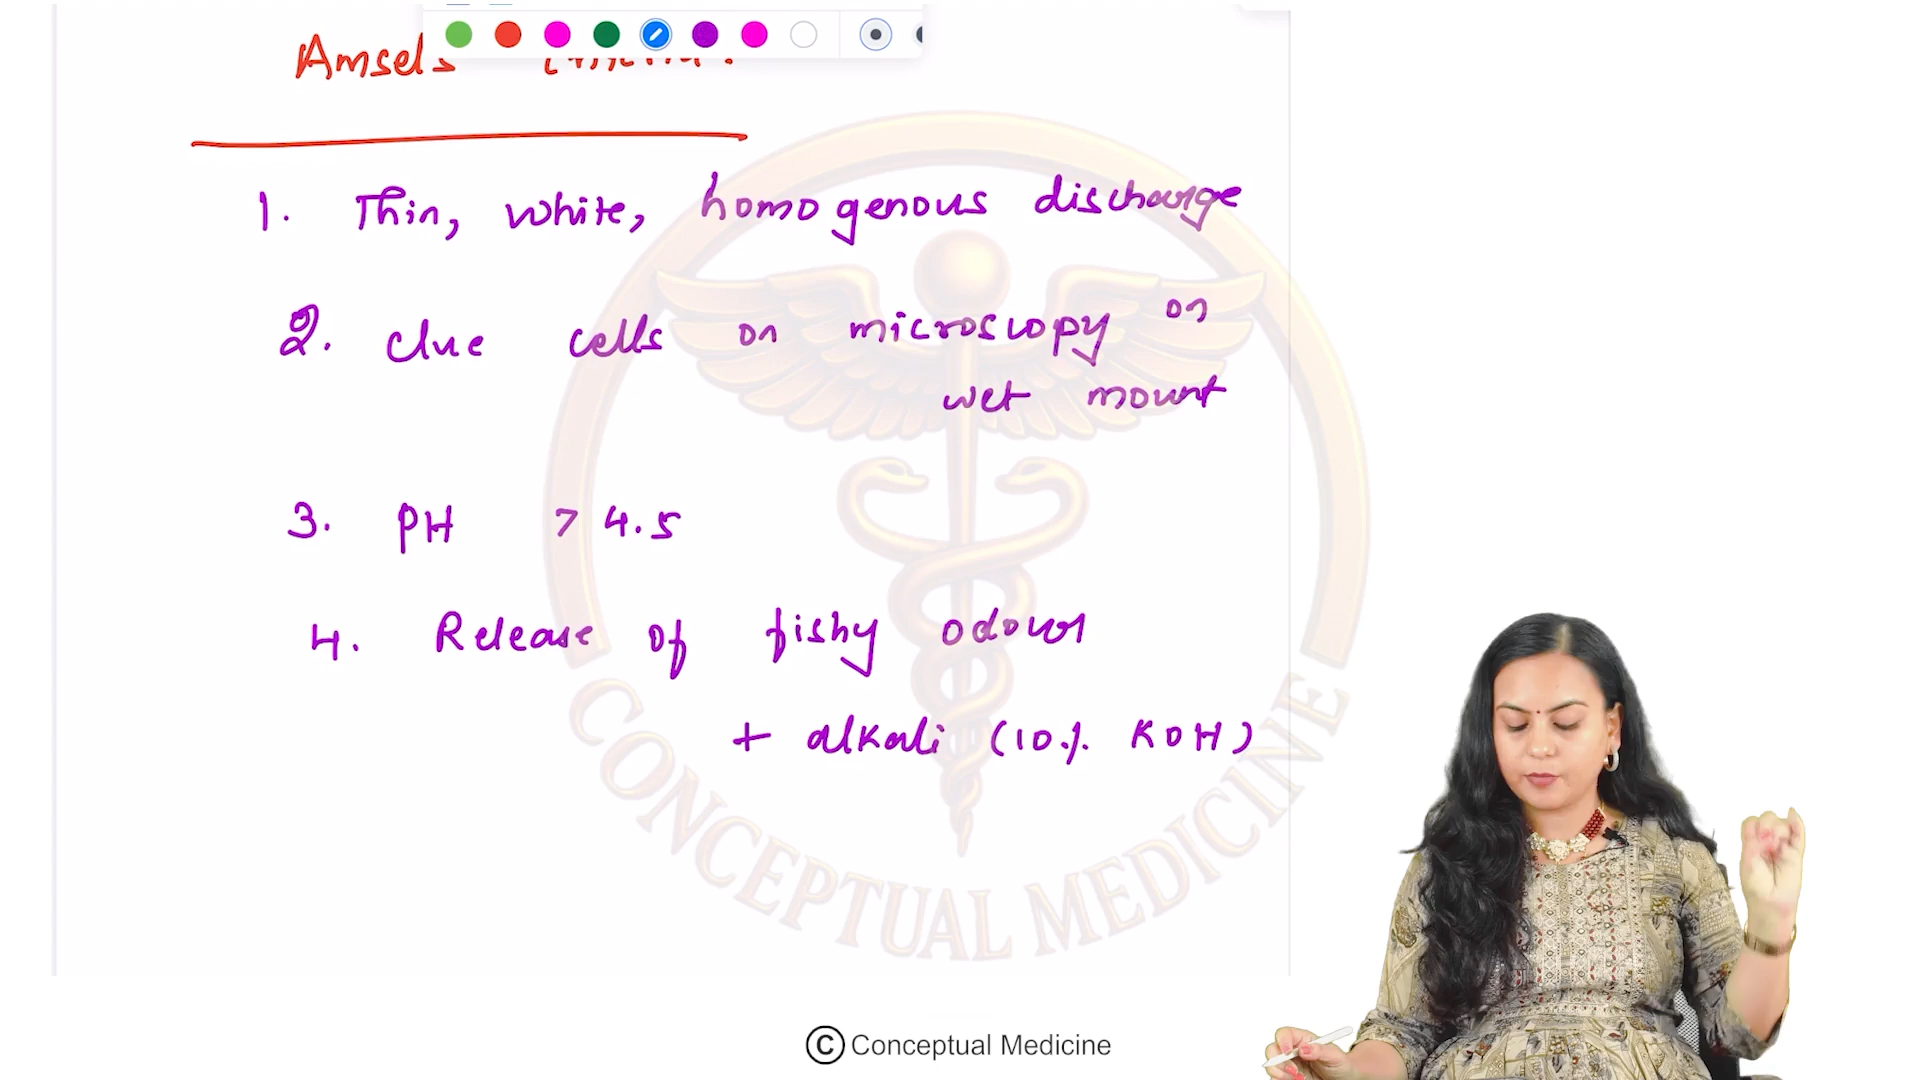 Amsels
1. Thin, white, homogenous discharge
2. clue cells on microscopy on
wet mount
3. pH > 4.5
4. Release of fishy odour
+ alkali (10% KOH)
CONCEPTUAL MEDICINE
© Conceptual Medicine